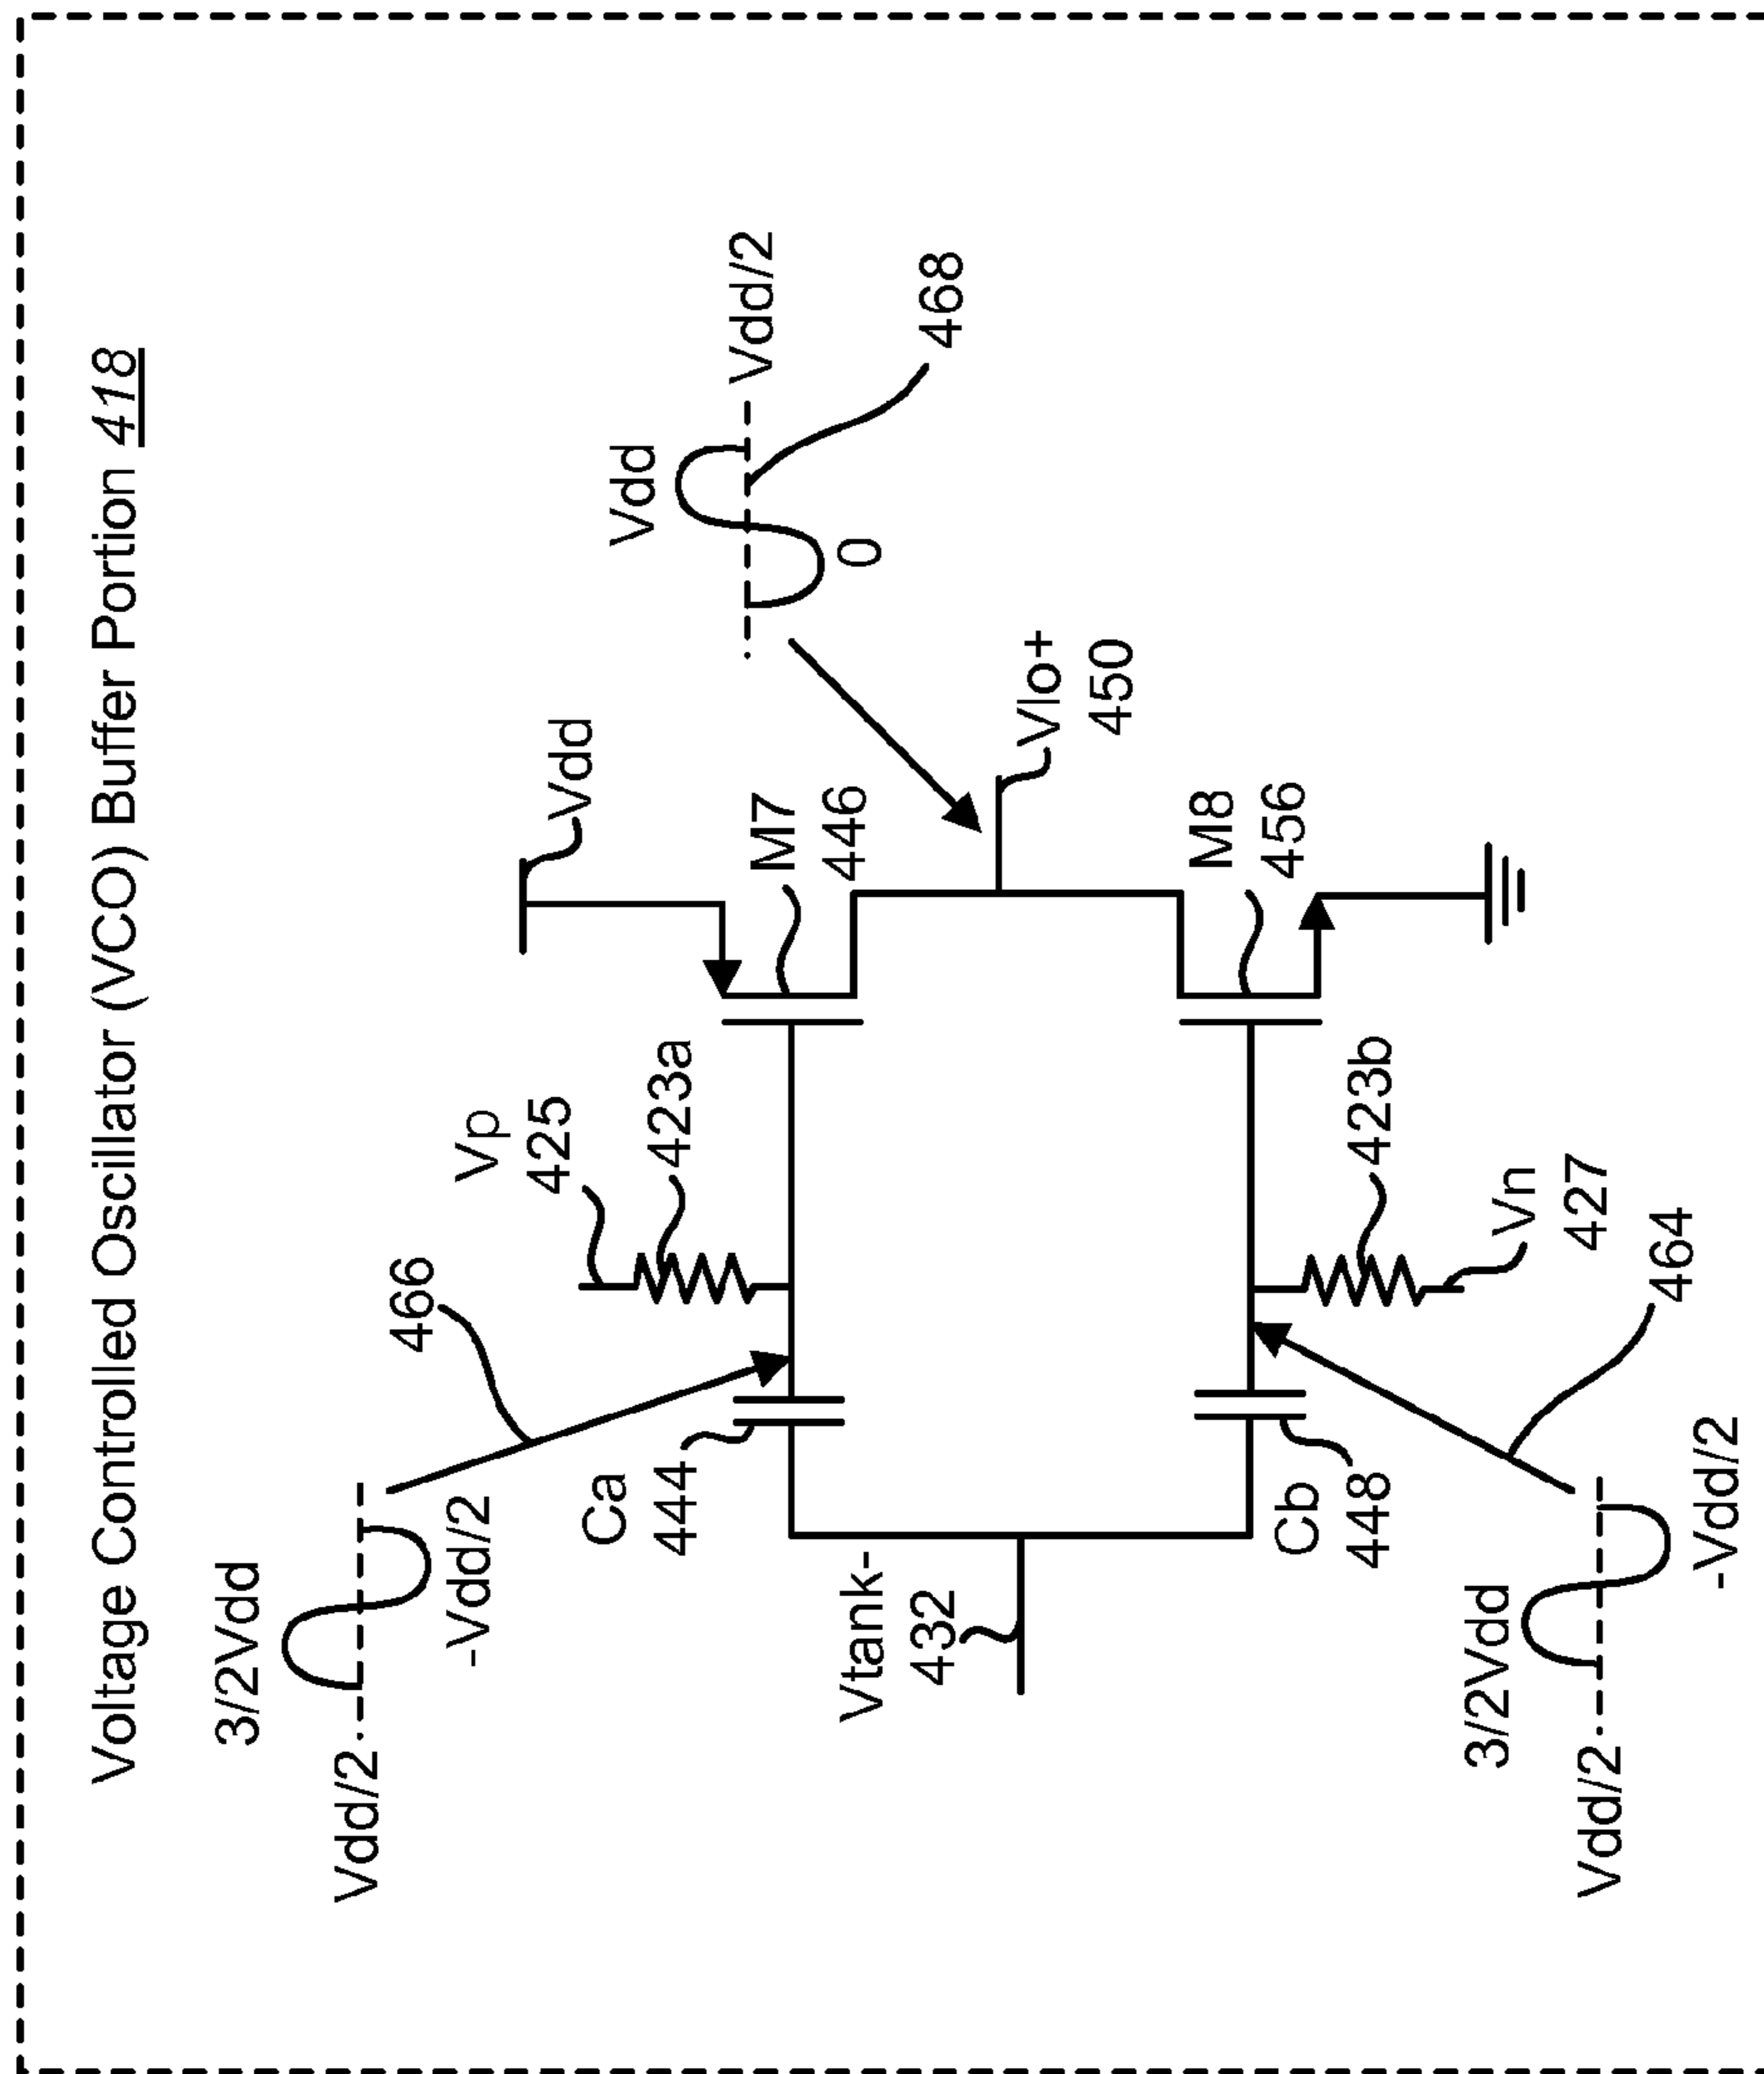 Voltage Controlled Oscillator (VCO) Buffer Portion 418
3/2Vdd
466
Vdd/2
-Vdd/2
Vp
425
Vdd
Vdd
Vdd/2
0
468
Ca
444
423a
M7
446
Vtank-
432
Vlo+
450
Cb
448
423b
M8
456
3/2Vdd
Vn
427
Vdd/2
464
-Vdd/2